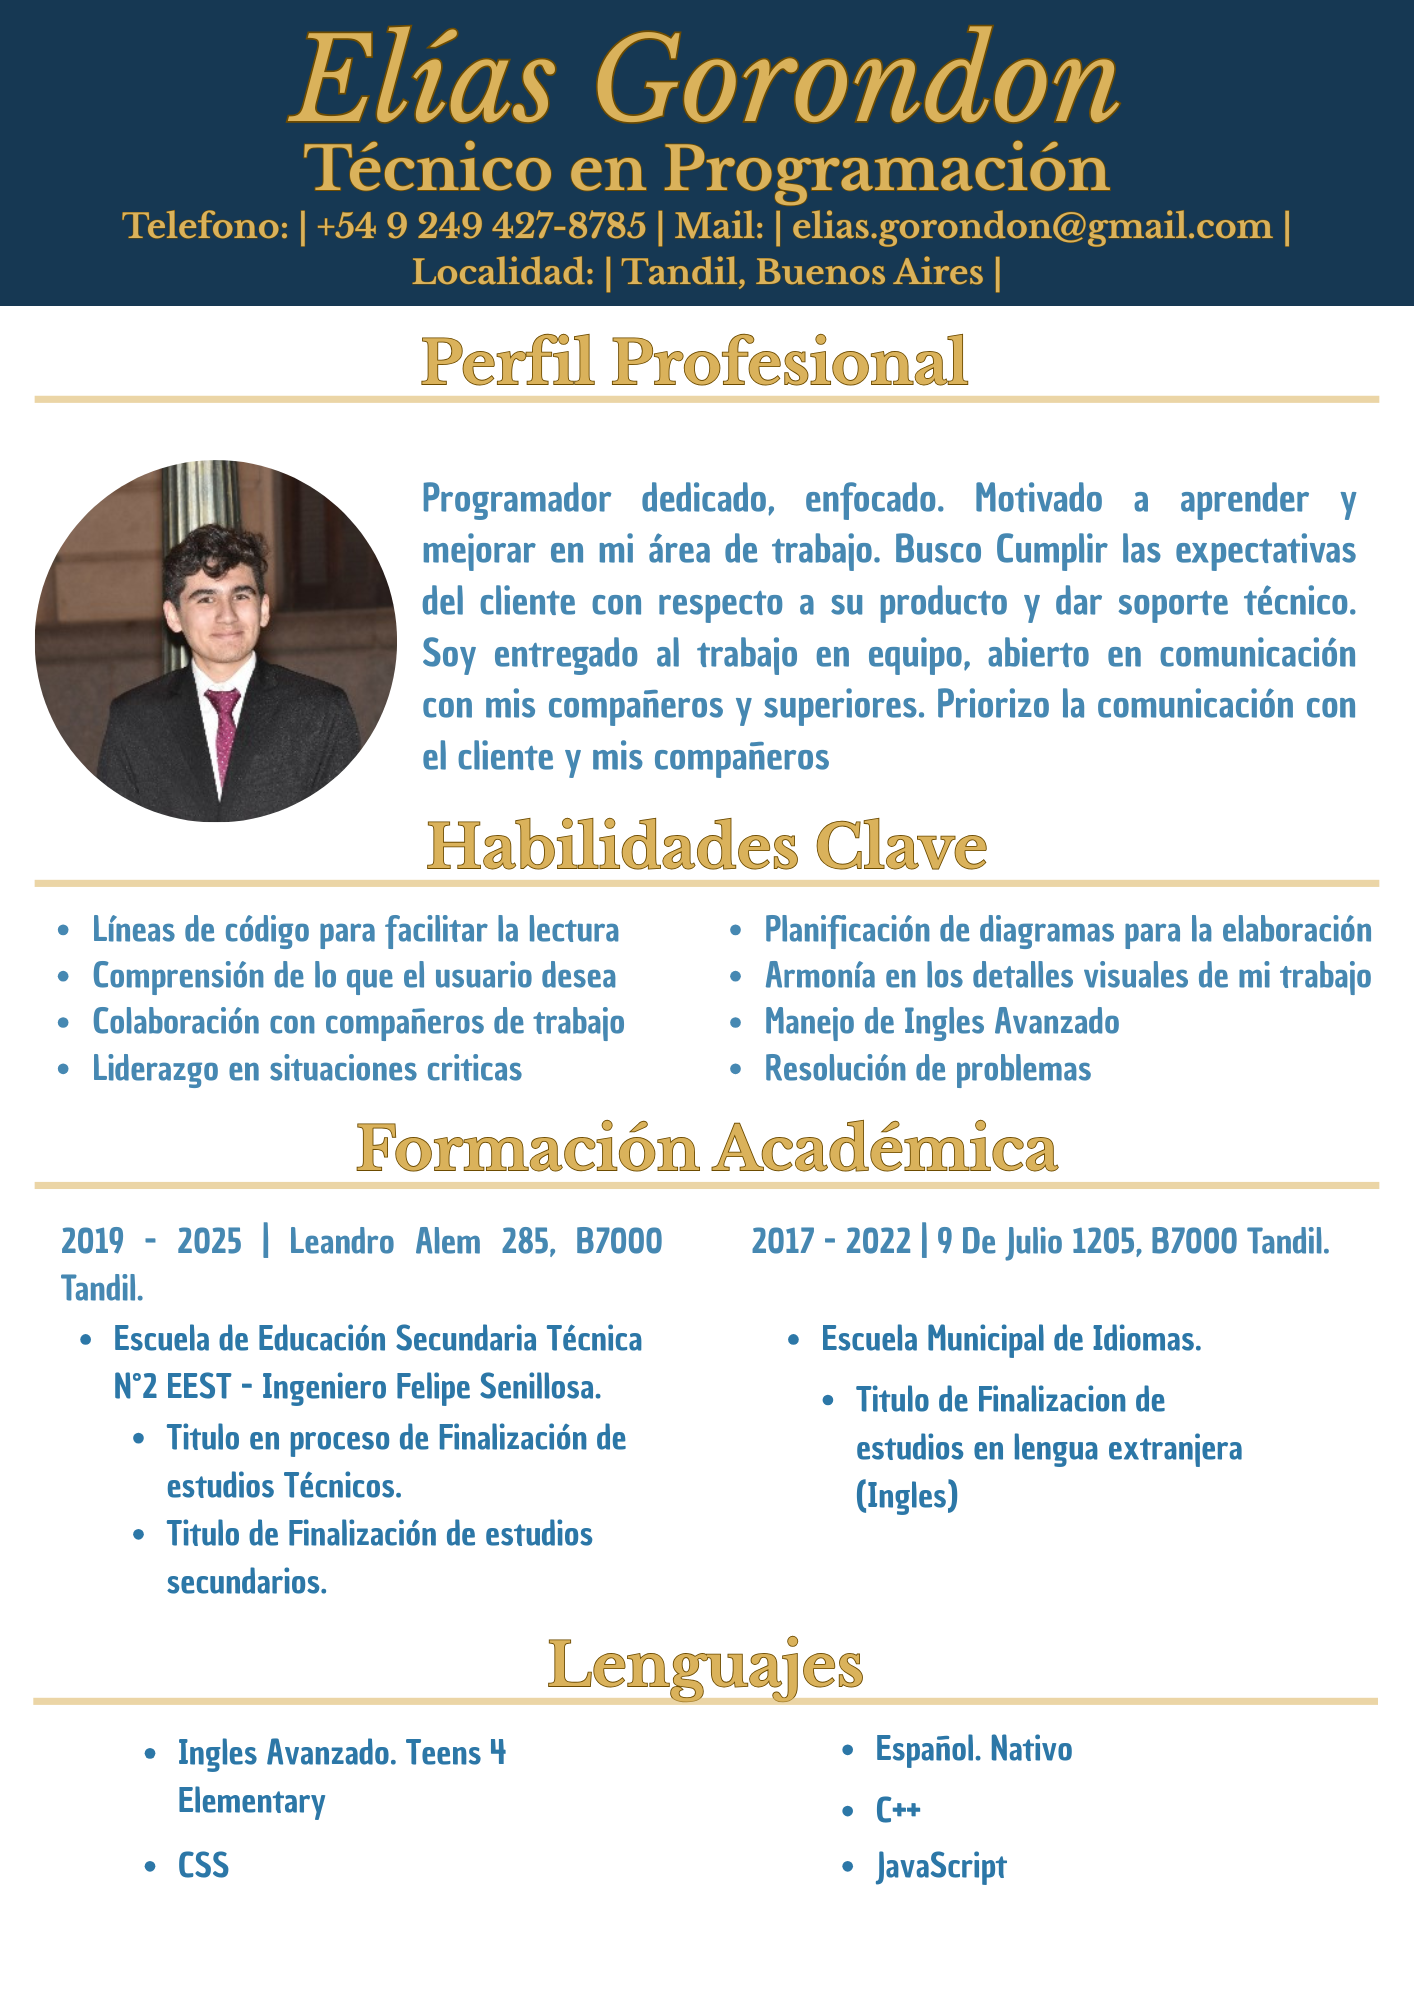 Elías Gorondon
Técnico en Programación
Telefono: | +54 9 249 427-8785 | Mail: | elias.gorondon@gmail.com |
Localidad: | Tandil, Buenos Aires |
Perfil Profesional
Programador dedicado, enfocado. Motivado a aprender y
mejorar en mi área de trabajo. Busco Cumplir las expectativas
del cliente con respecto a su producto y dar soporte técnico.
Soy entregado al trabajo en equipo, abierto en comunicación
con mis compañeros y superiores. Priorizo la comunicación con
el cliente y mis compañeros
Habilidades Clave
• Líneas de código para facilitar la lectura
• Comprensión de lo que el usuario desea
• Colaboración con compañeros de trabajo
• Liderazgo en situaciones criticas
• Planificación de diagramas para la elaboración
• Armonía en los detalles visuales de mi trabajo
• Manejo de Ingles Avanzado
• Resolución de problemas
Formación Académica
2019 - 2025 | Leandro Alem 285, B7000
Tandil.
• Escuela de Educación Secundaria Técnica
N°2 EEST - Ingeniero Felipe Senillosa.
• Titulo en proceso de Finalización de
estudios Técnicos.
• Titulo de Finalización de estudios
secundarios.
2017 - 2022 | 9 De Julio 1205, B7000 Tandil.
• Escuela Municipal de Idiomas.
• Titulo de Finalizacion de
estudios en lengua extranjera
(Ingles)
Lenguajes
• Ingles Avanzado. Teens 4
Elementary
• CSS
• Español. Nativo
• C++
• JavaScript